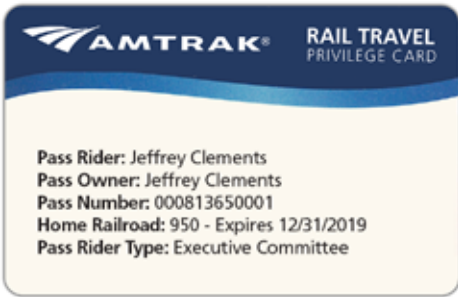 AMTRAK®
RAIL TRAVEL
PRIVILEGE CARD
Pass Rider: Jeffrey Clements
Pass Owner: Jeffrey Clements
Pass Number: 000813650001
Home Railroad: 950 - Expires 12/31/2019
Pass Rider Type: Executive Committee